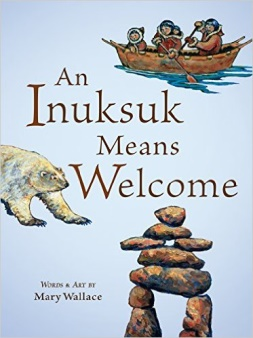 An
Inuksuk
Means
Welcome
Words & Art by
Mary Wallace